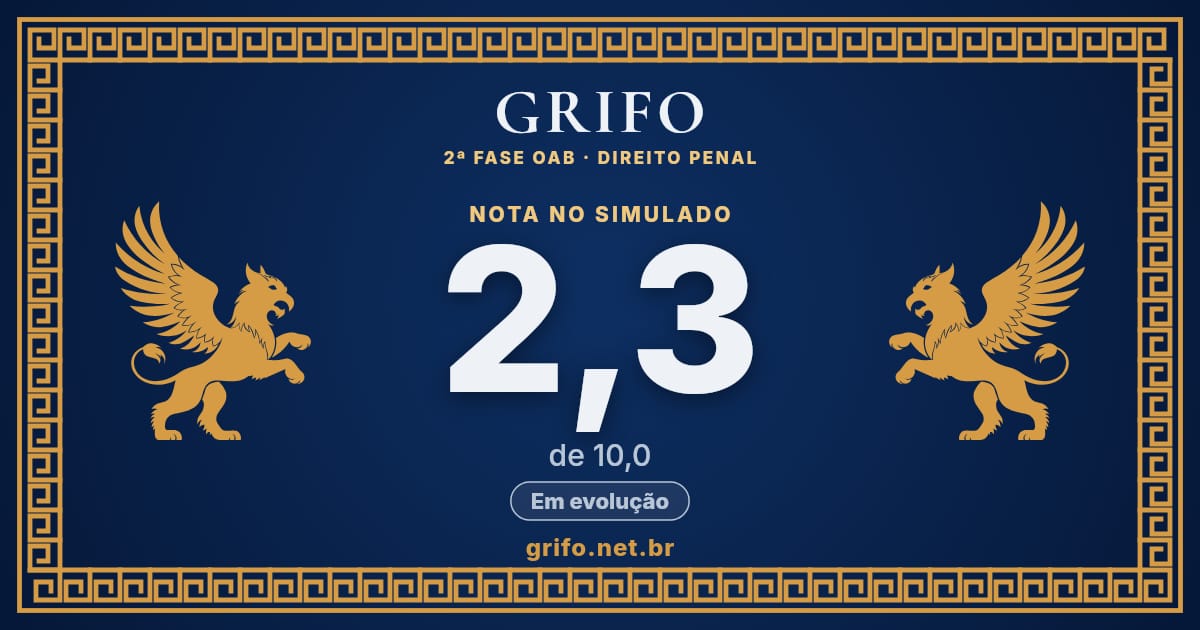 GRIFO
2ª FASE OAB · DIREITO PENAL
NOTA NO SIMULADO
2,3
de 10,0
Em evolução
grifo.net.br